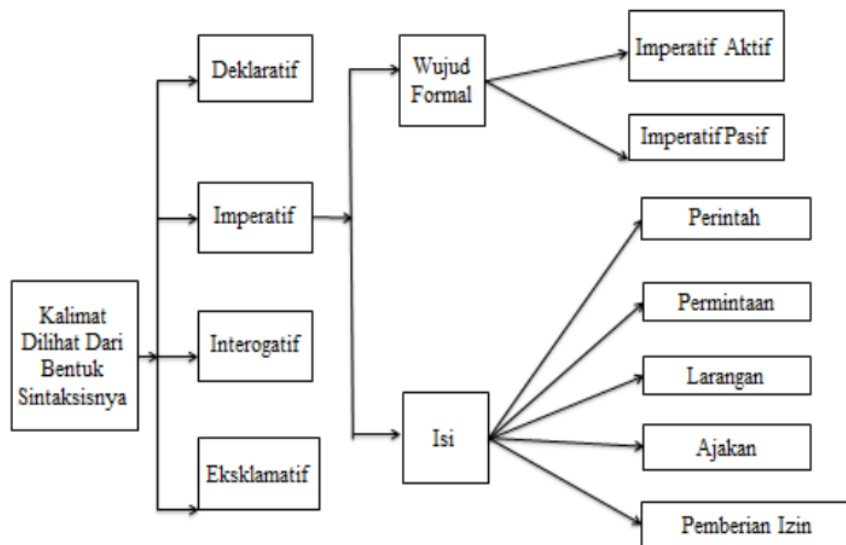 Kalimat
Dilihat Dari
Bentuk
Sintaksisnya
Deklaratif
Imperatif
Interogatif
Eksklamatif
Wujud
Formal
Isi
Imperatif Aktif
Imperatif Pasif
Perintah
Permintaan
Larangan
Ajakan
Pemberian Izin